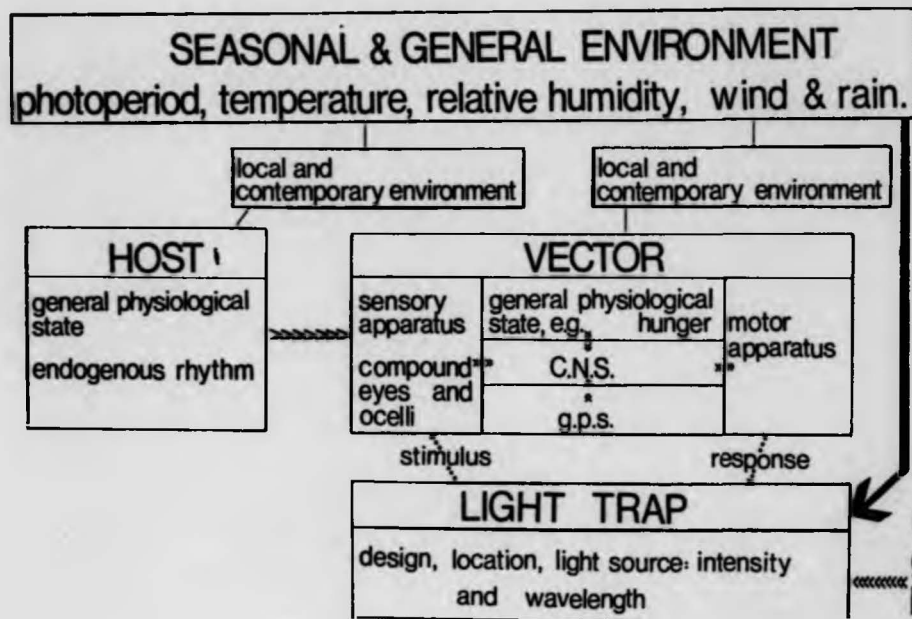 SEASONAL & GENERAL ENVIRONMENT
photoperiod, temperature, relative humidity, wind & rain.
local and
contemporary environment
local and
contemporary environment
HOST
general physiological
state
endogenous rhythm
VECTOR
sensory
apparatus
compound
eyes and
ocelli
general physiological
state, e.g. hunger
C.N.S.
g.p.s.
motor
apparatus
stimulus
response
LIGHT TRAP
design, location, light source: intensity
and wavelength